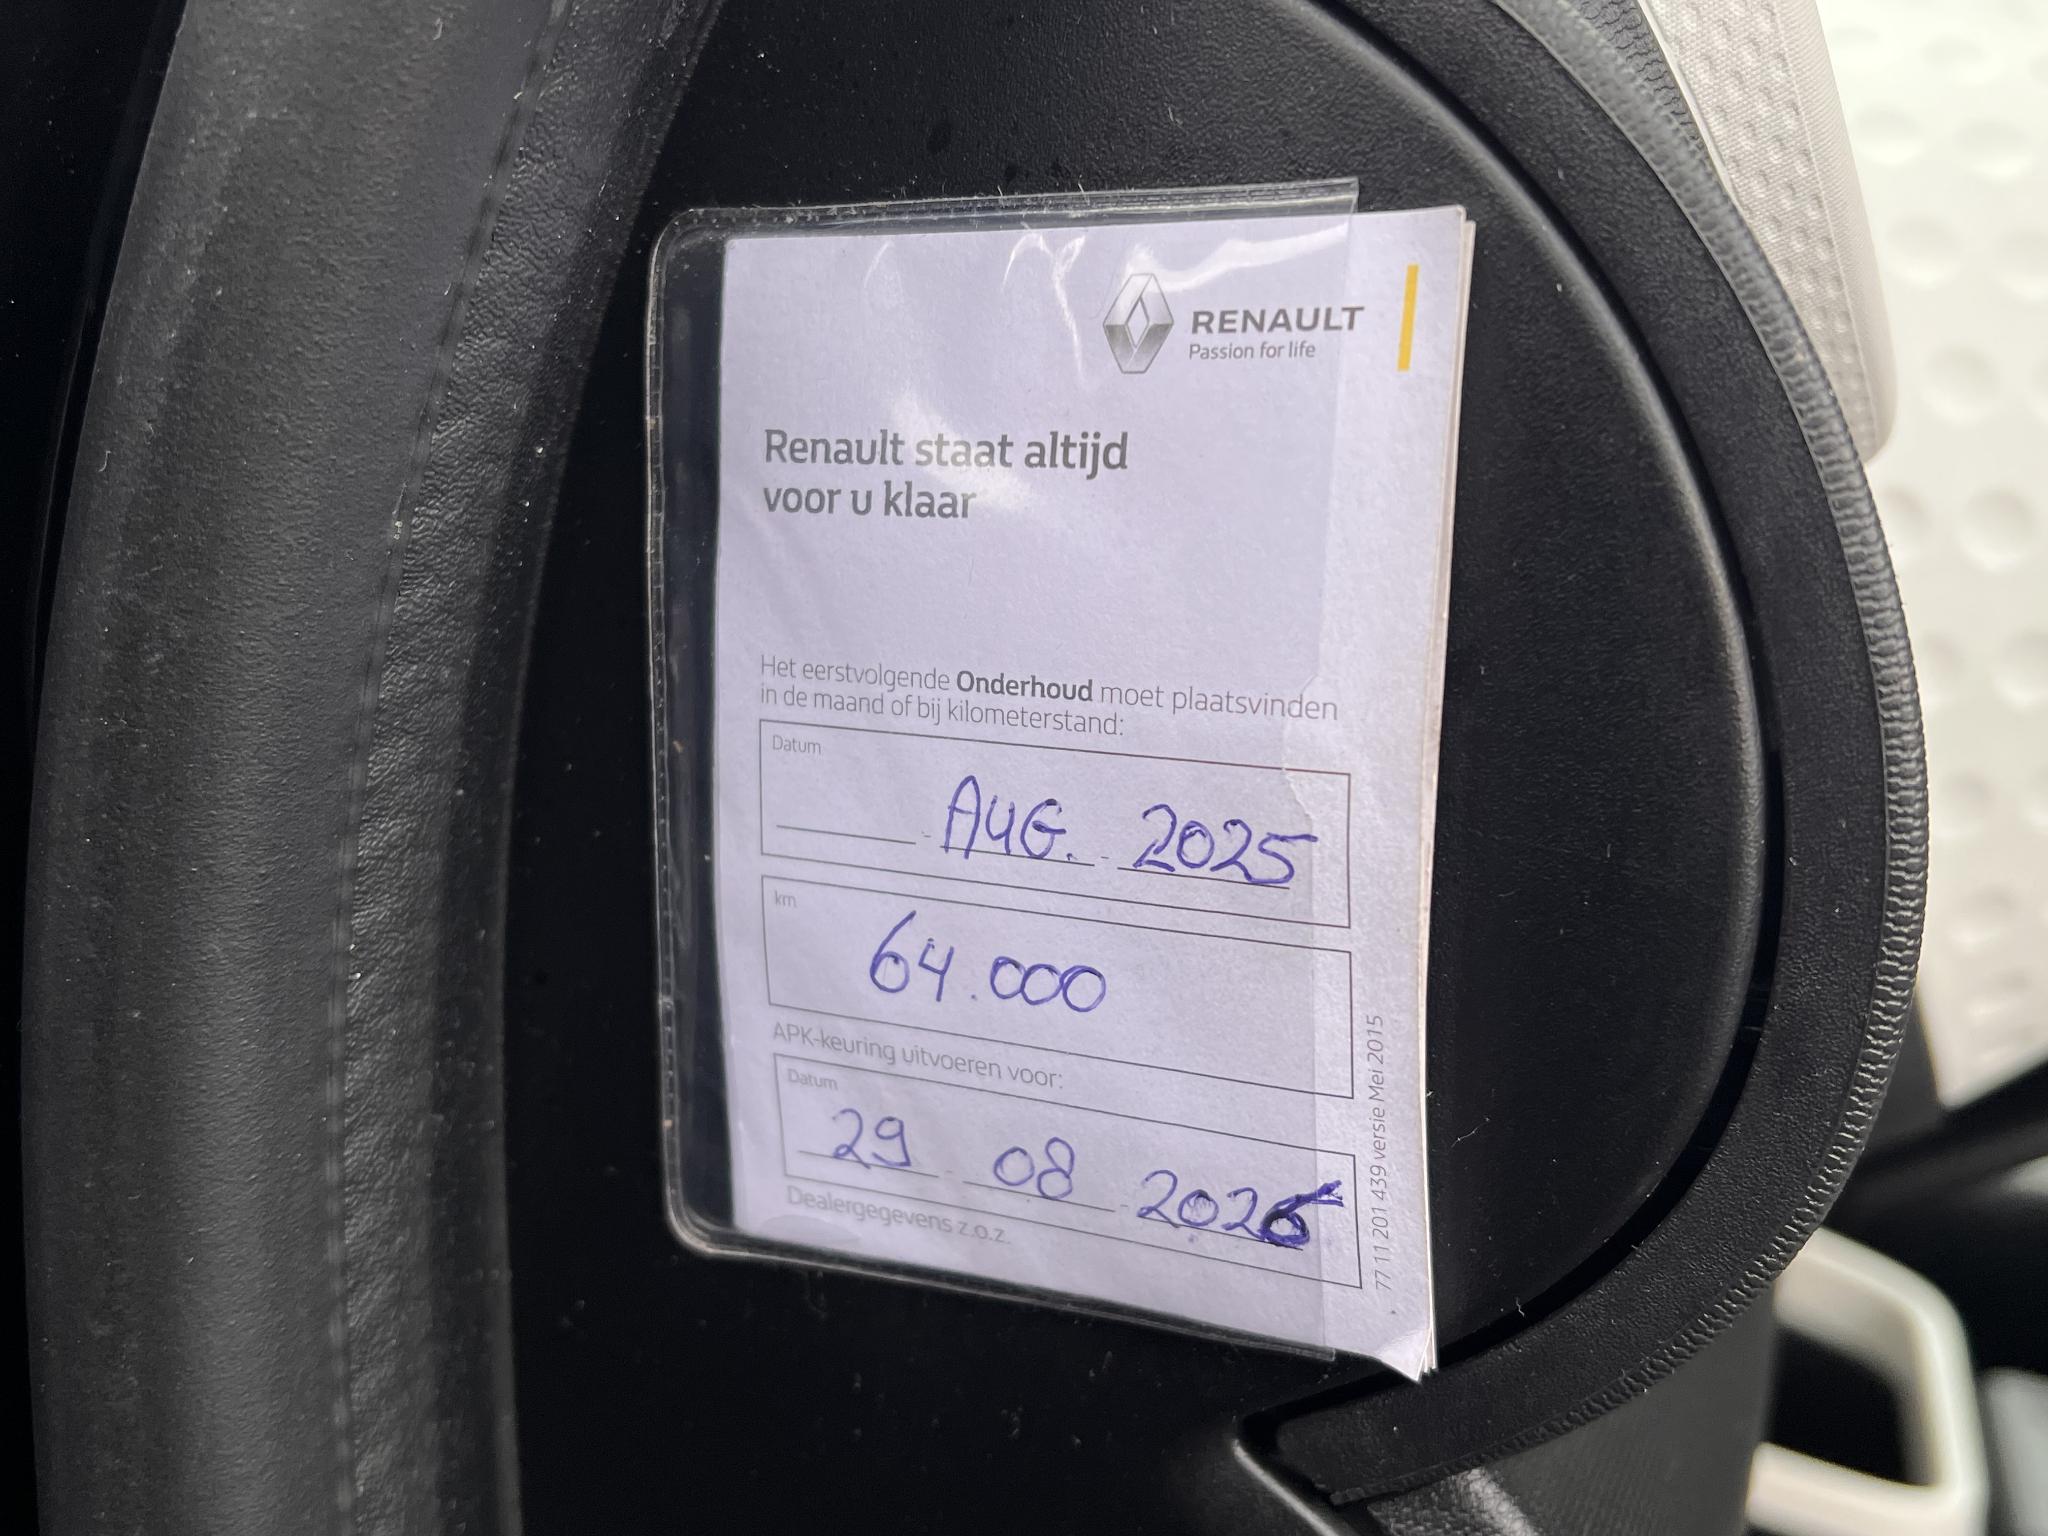 RENAULT
Passion for life
Renault staat altijd
voor u klaar
Het eerstvolgende Onderhoud moet plaatsvinden
in de maand of bij kilometerstand:
Datum
- AUG. - 2025
km
64.000
APK-keuring uitvoeren voor:
Datum
29 - 08 - 2026
Dealergegevens z.o.z.
77 11 201 439 versie Mei 2015